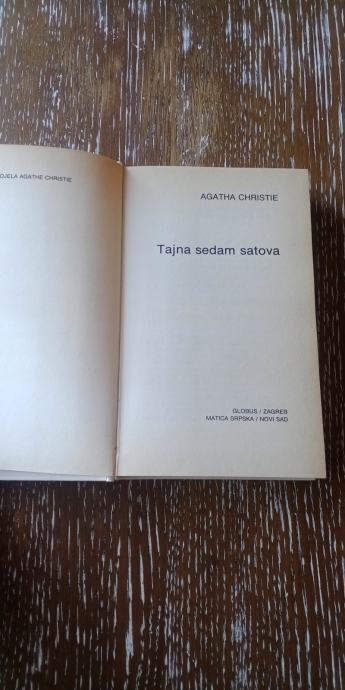 DJELA AGATHE CHRISTIE
AGATHA CHRISTIE
Tajna sedam satova
GLOBUS / ZAGREB
MATICA SRPSKA / NOVI SAD